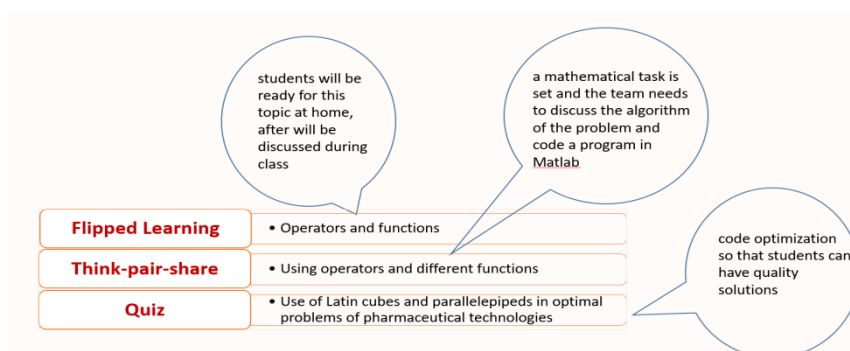 students will be
ready for this
topic at home,
after will be
discussed during
class
a mathematical task is
set and the team needs
to discuss the algorithm
of the problem and
code a program in
Matlab
Flipped Learning
• Operators and functions
Think-pair-share
• Using operators and different functions
Quiz
• Use of Latin cubes and parallelepipeds in optimal
problems of pharmaceutical technologies
code optimization
so that students can
have quality
solutions